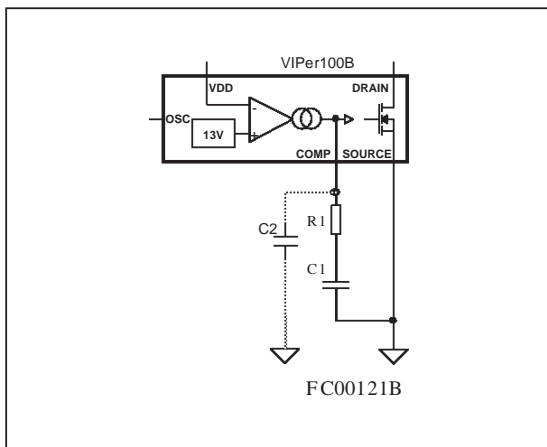 VIPer100B
VDD
DRAIN
OSC
-
13V
+
COMP
SOURCE
C2
R1
C1
FC00121B